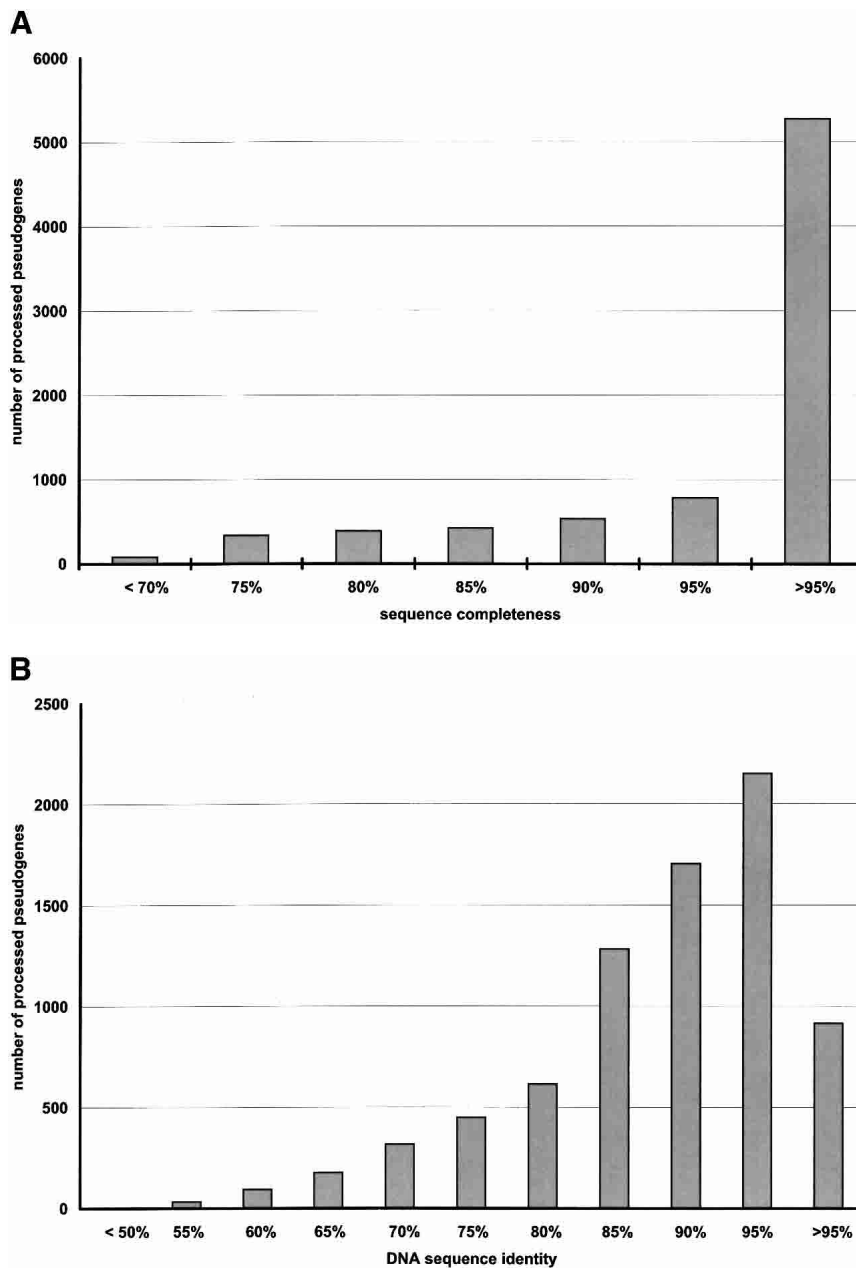 A
number of processed pseudogenes
6000
5000
4000
3000
2000
1000
0
< 70% 75% 80% 85% 90% 95% >95%
sequence completeness
B
number of processed pseudogenes
2500
2000
1500
1000
500
0
< 50% 55% 60% 65% 70% 75% 80% 85% 90% 95% >95%
DNA sequence identity